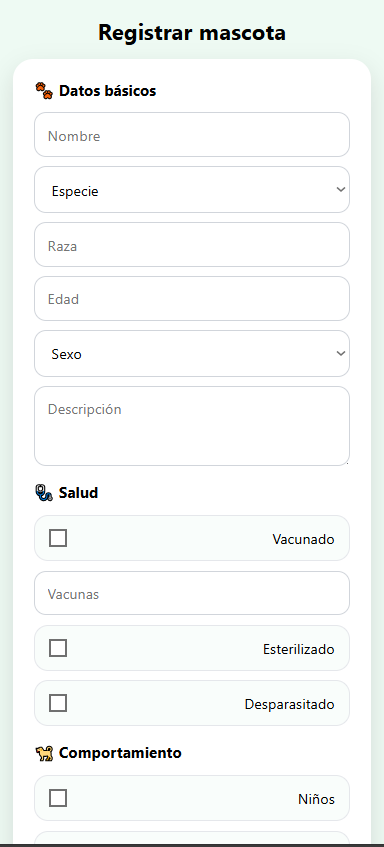 Registrar mascota
Datos básicos
Nombre
Especie
Raza
Edad
Sexo
Descripción
Salud
Vacunado
Vacunas
Esterilizado
Desparasitado
Comportamiento
Niños